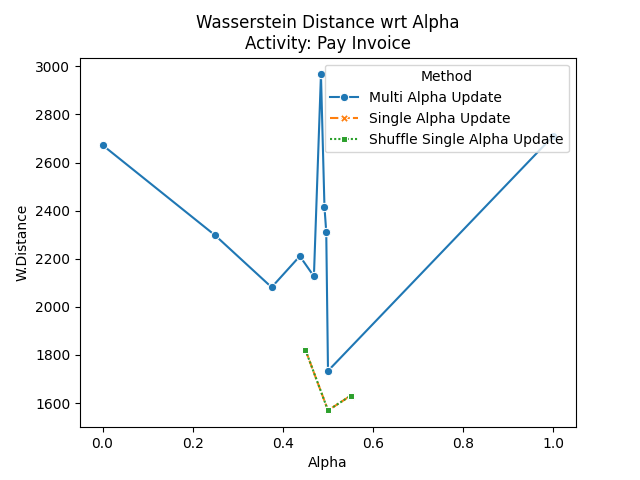 Wasserstein Distance wrt Alpha
Activity: Pay Invoice
Method
Multi Alpha Update
Single Alpha Update
Shuffle Single Alpha Update
W.Distance
3000
2800
2600
2400
2200
2000
1800
1600
0.0 0.2 0.4 0.6 0.8 1.0
Alpha